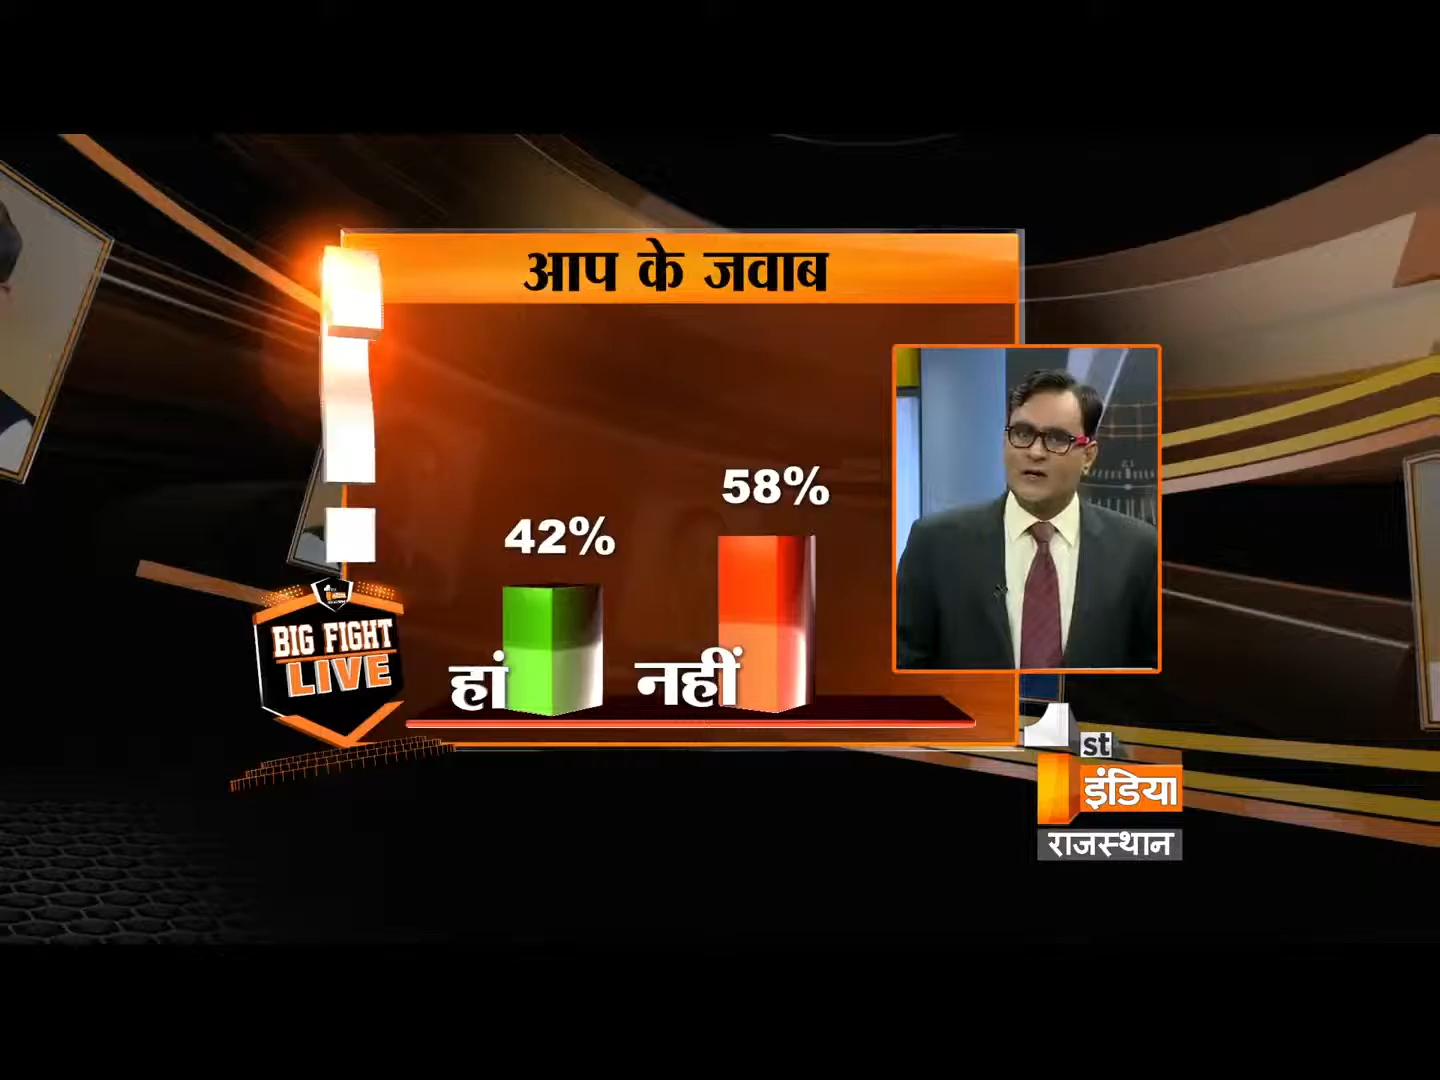 आप के जवाब
58%
42%
BIG FIGHT
LIVE
हां
नहीं
1st
इंडिया
राजस्थान